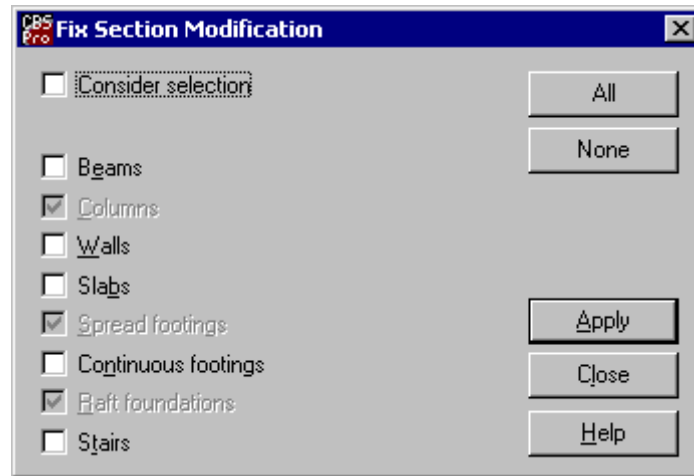 CBS Pro Fix Section Modification
Consider selection
All
None
Beams
Columns
Walls
Slabs
Spread footings
Apply
Continuous footings
Close
Raft foundations
Help
Stairs